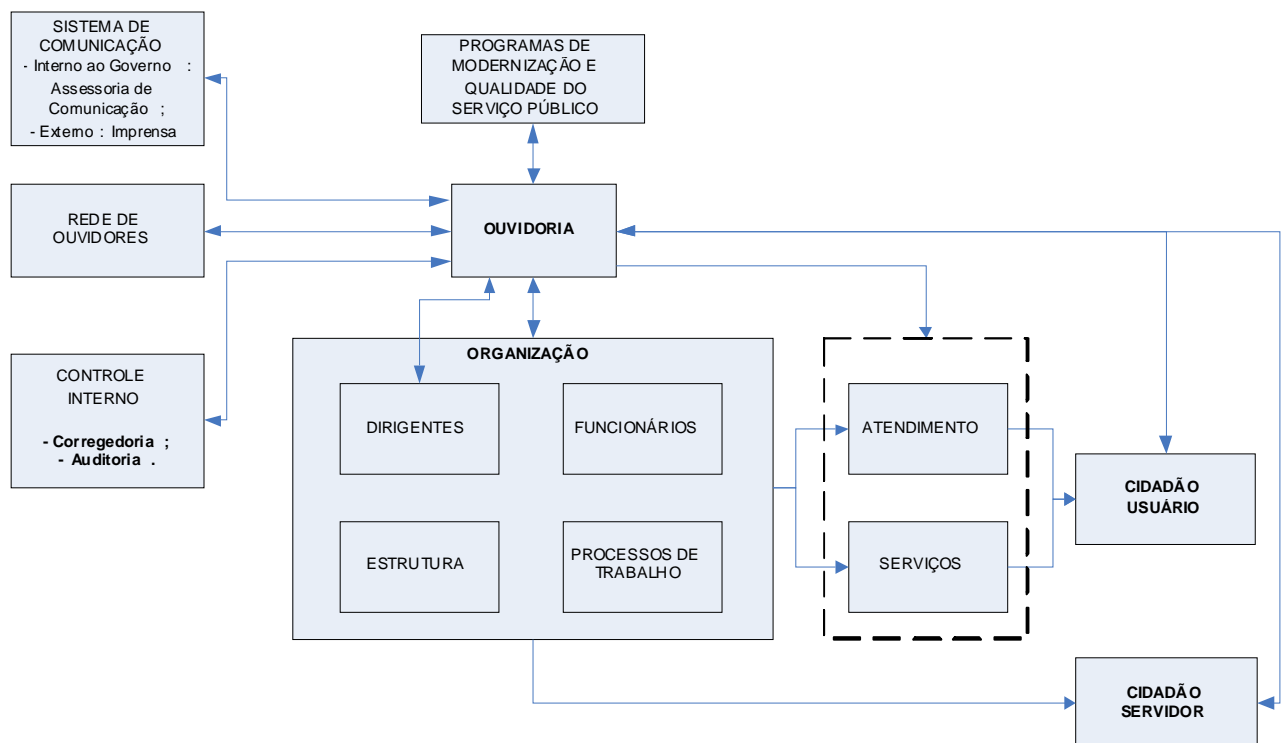 SISTEMA DE
COMUNICAÇÃO
- Interno ao Governo :
Assessoria de
Comunicação ;
- Externo : Imprensa
PROGRAMAS DE
MODERNIZAÇÃO E
QUALIDADE DO
SERVIÇO PÚBLICO
REDE DE
OUVIDORES
OUVIDORIA
CONTROLE
INTERNO
- Corregedoria ;
- Auditoria .
ORGANIZAÇÃO
DIRIGENTES
FUNCIONÁRIOS
ESTRUTURA
PROCESSOS DE
TRABALHO
ATENDIMENTO
SERVIÇOS
CIDADÃO
USUÁRIO
CIDADÃO
SERVIDOR